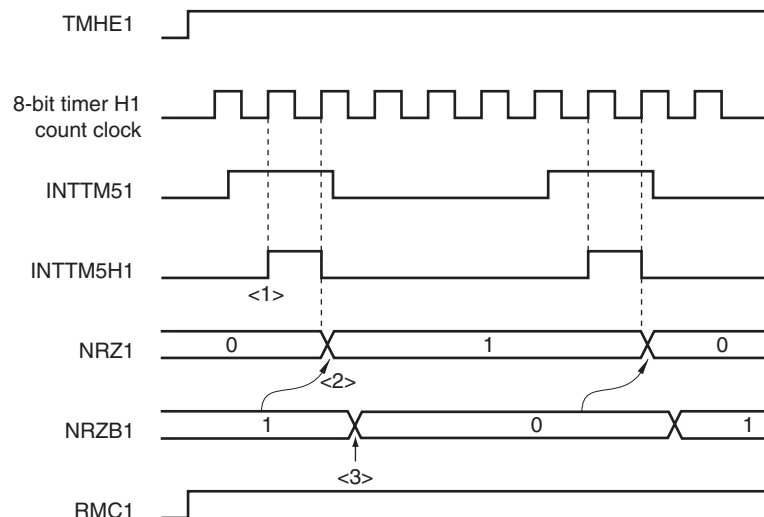 TMHE1
8-bit timer H1
count clock
INTTM51
INTTM5H1
<1>
NRZ1
0
1
0
<2>
NRZB1
1
0
1
<3>
RMC1